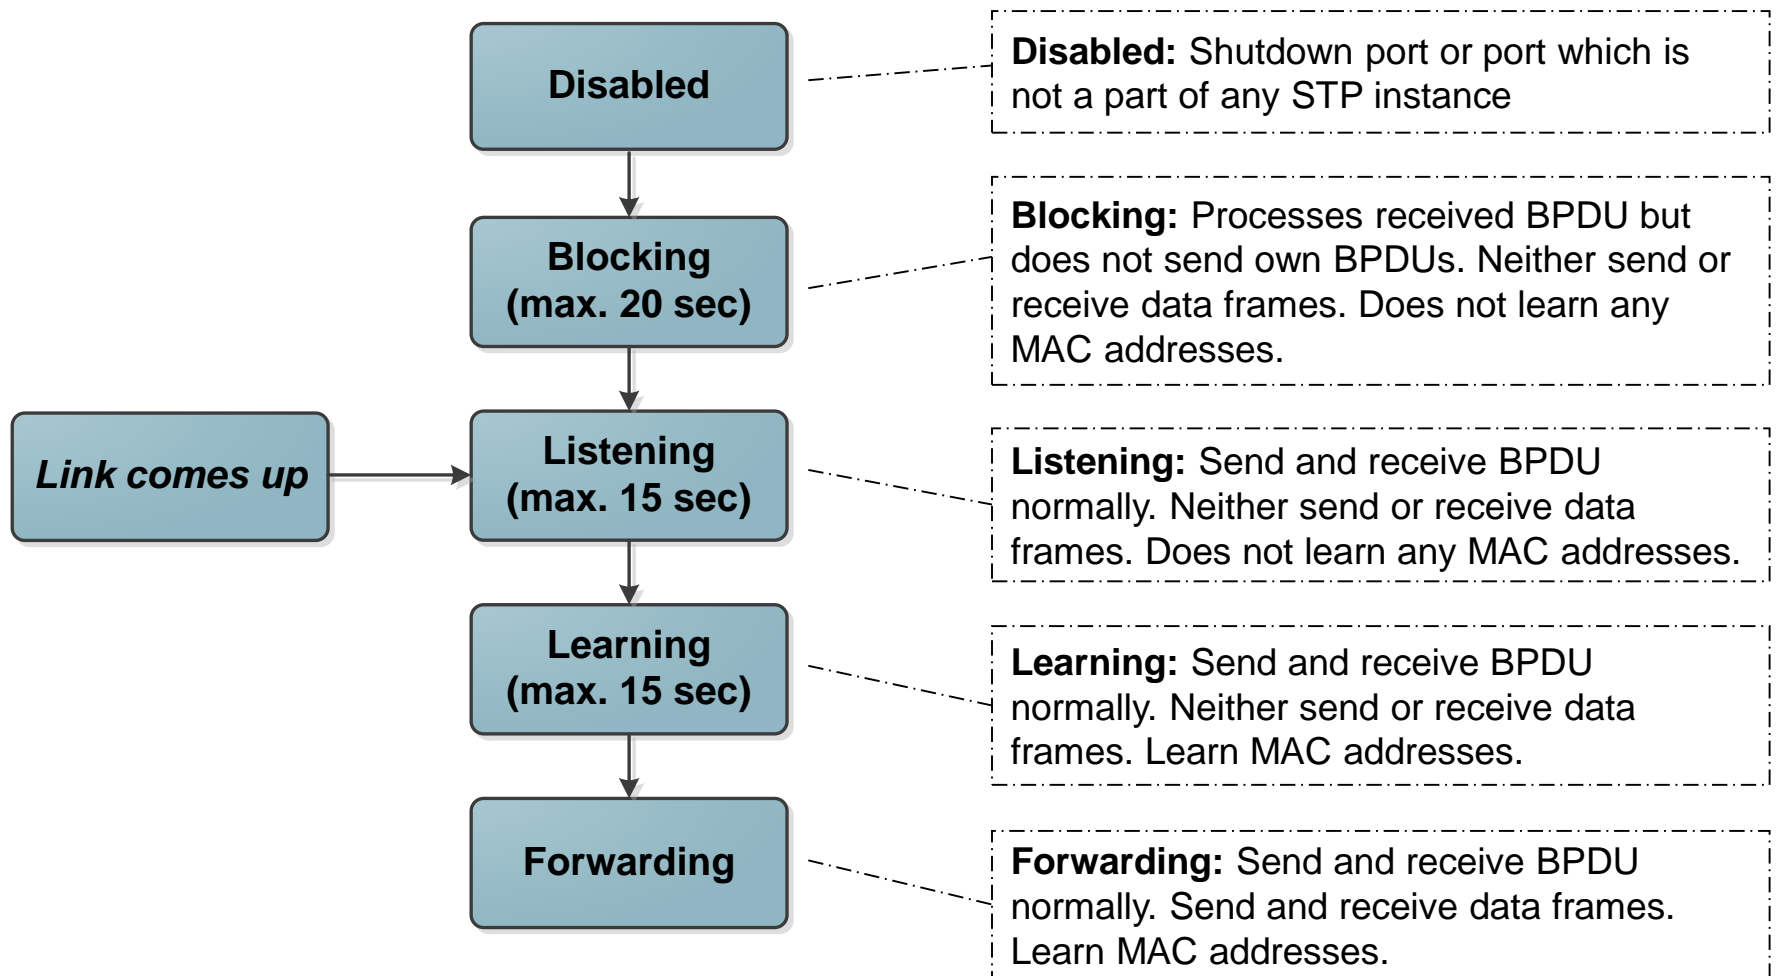 Disabled
Disabled: Shutdown port or port which is
not a part of any STP instance
Blocking
(max. 20 sec)
Blocking: Processes received BPDU but
does not send own BPDUs. Neither send or
receive data frames. Does not learn any
MAC addresses.
Link comes up
Listening
(max. 15 sec)
Listening: Send and receive BPDU
normally. Neither send or receive data
frames. Does not learn any MAC addresses.
Learning
(max. 15 sec)
Learning: Send and receive BPDU
normally. Neither send or receive data
frames. Learn MAC addresses.
Forwarding
Forwarding: Send and receive BPDU
normally. Send and receive data frames.
Learn MAC addresses.